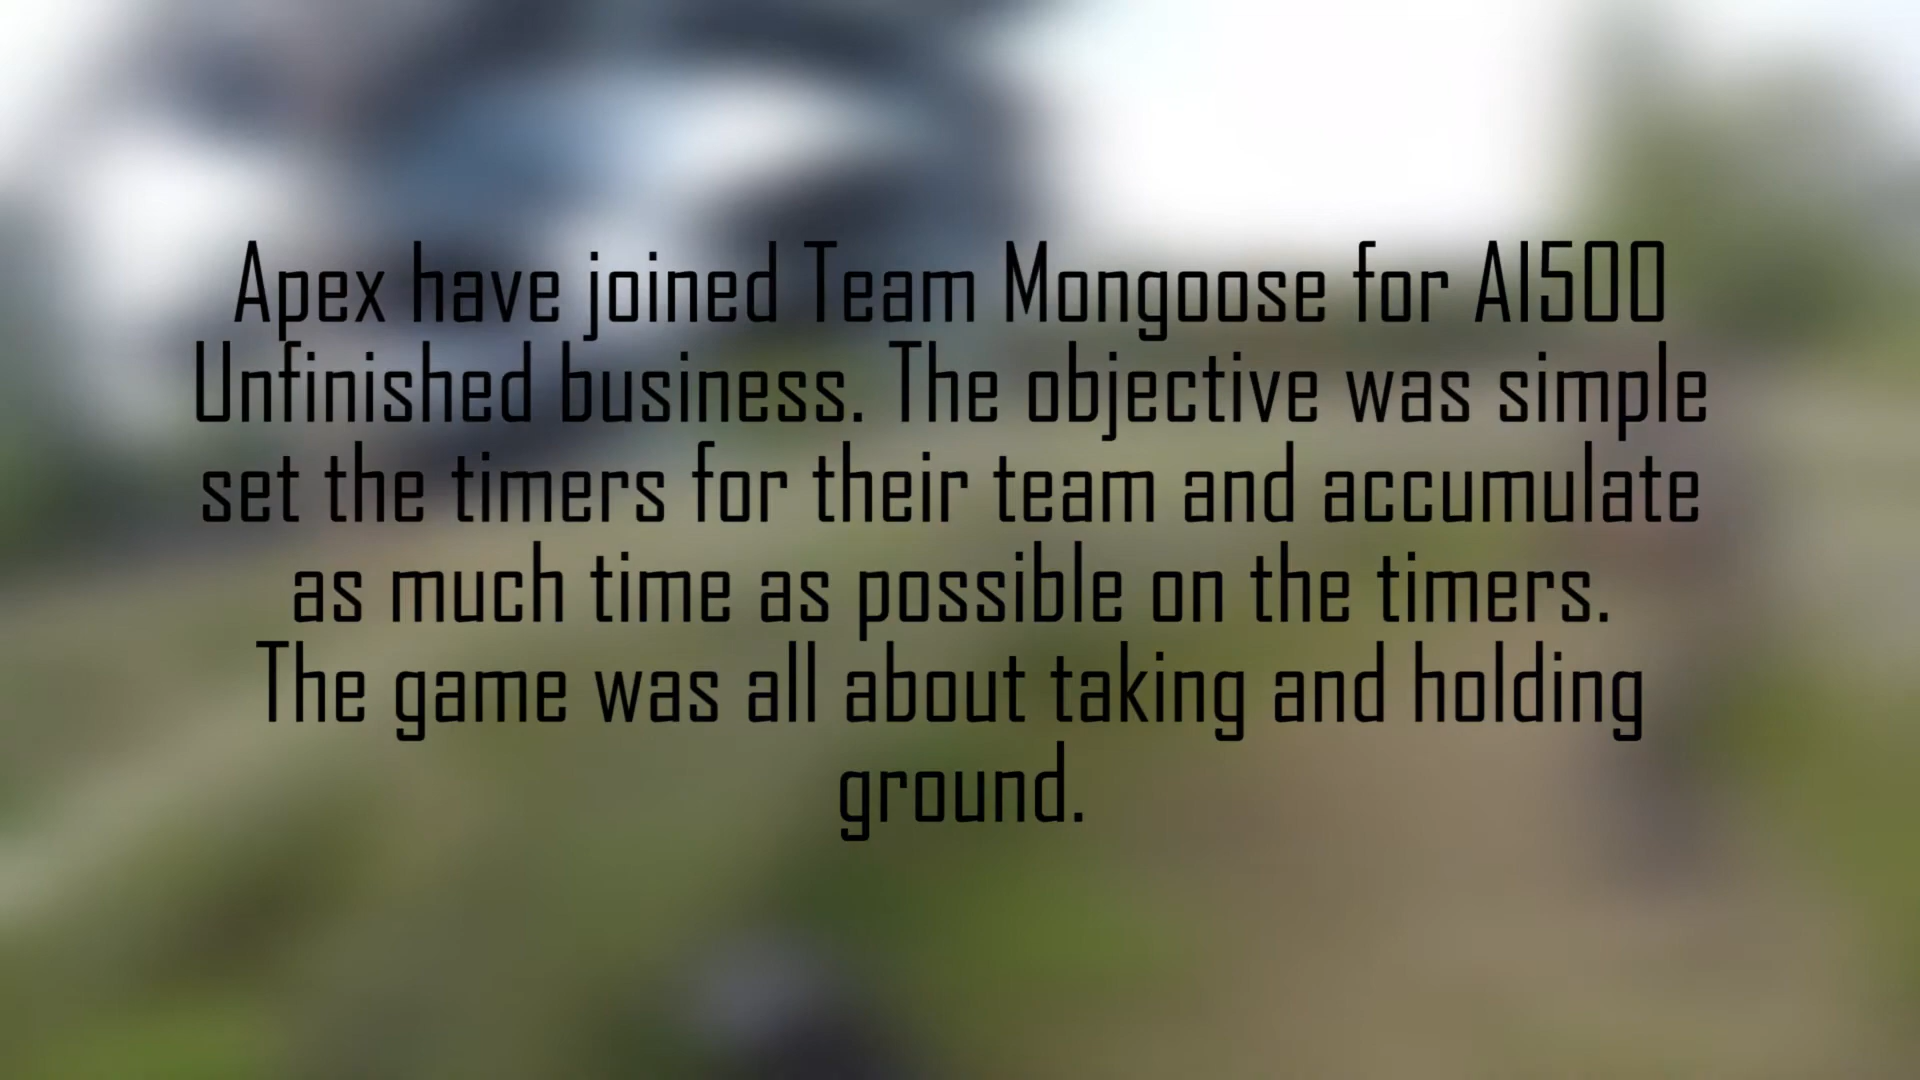 Apex have joined Team Mongoose for AI500
Unfinished business. The objective was simple
set the timers for their team and accumulate
as much time as possible on the timers.
The game was all about taking and holding
ground.